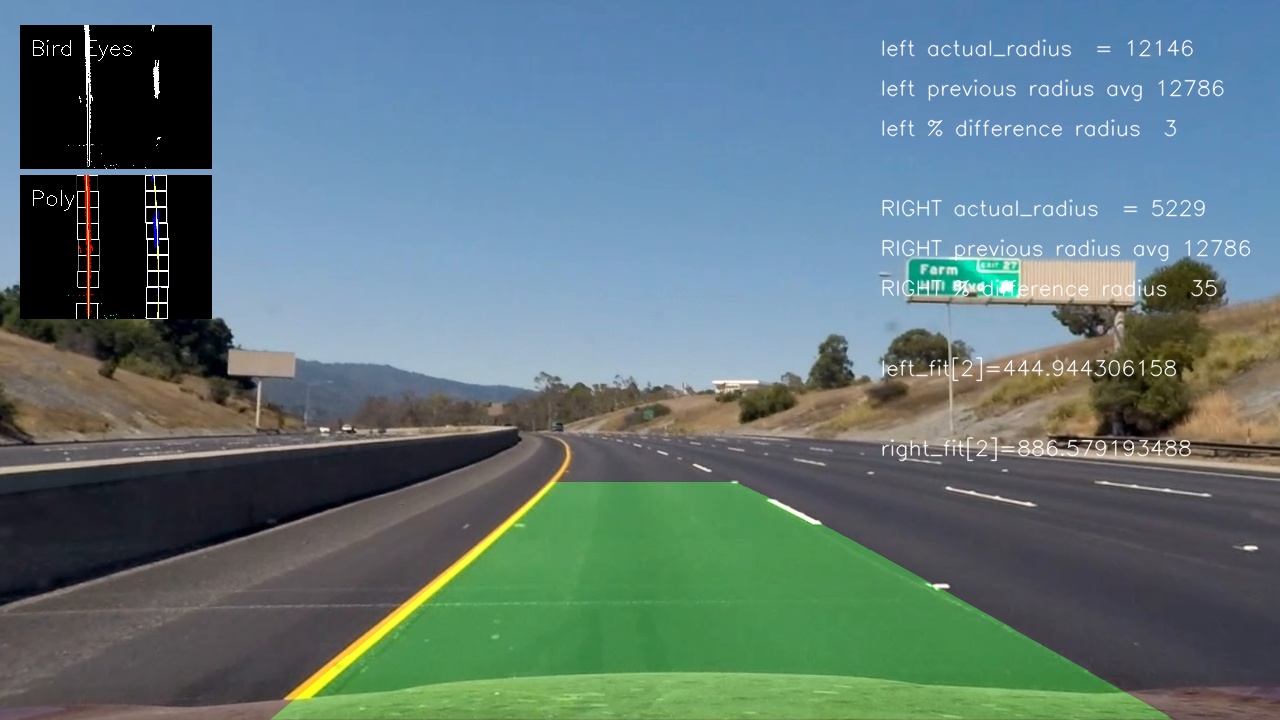 Bird Eyes
Poly
left actual_radius = 12146
left previous radius avg 12786
left % difference radius 3
RIGHT actual_radius = 5229
RIGHT previous radius avg 12786
EXIT 27
Farm
Hill Blvd
RIGHT % difference radius 35
left_fit[2]=444.944306158
right_fit[2]=886.579193488